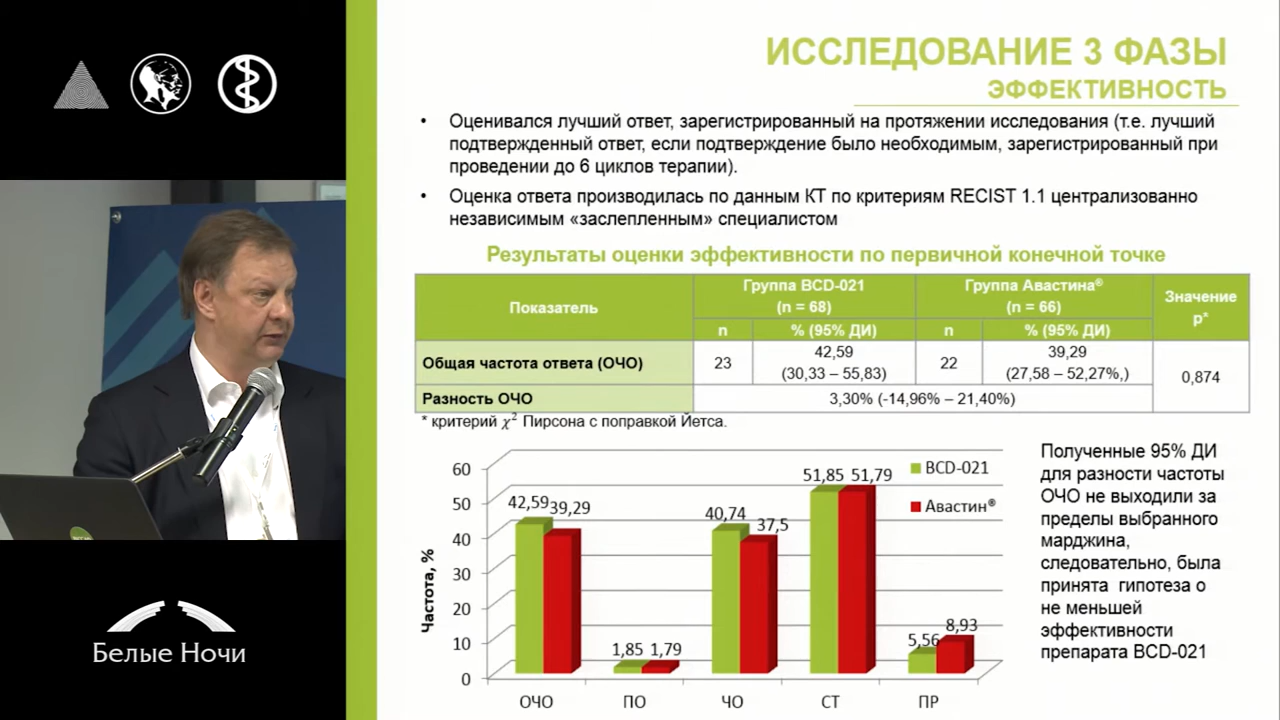 ИССЛЕДОВАНИЕ 3 ФАЗЫ
ЭФФЕКТИВНОСТЬ
• Оценивался лучший ответ, зарегистрированный на протяжении исследования (т.е. лучший
подтвержденный ответ, если подтверждение было необходимым, зарегистрированный при
проведении до 6 циклов терапии).
• Оценка ответа производилась по данным КТ по критериям RECIST 1.1 централизованно
независимым «заслепленным» специалистом
Результаты оценки эффективности по первичной конечной точке
Показатель
Группа BCD-021
(n = 68)
Группа Авастина®
(n = 66)
Значение
p*
n
% (95% ДИ)
n
% (95% ДИ)
Общая частота ответа (ОЧО)
23
42,59
(30,33 – 55,83)
22
39,29
(27,58 – 52,27%,)
0,874
Разность ОЧО
3,30% (-14,96% – 21,40%)
* критерий χ² Пирсона с поправкой Йетса.
Частота, %
60
50
40
30
20
10
0
42,59
39,29
1,85
1,79
40,74
37,5
51,85
51,79
5,56
8,93
ОЧО
ПО
ЧО
СТ
ПР
BCD-021
Авастин®
Полученные 95% ДИ
для разности частоты
ОЧО не выходили за
пределы выбранного
марджина,
следовательно, была
принята гипотеза о
не меньшей
эффективности
препарата BCD-021
Белые Ночи